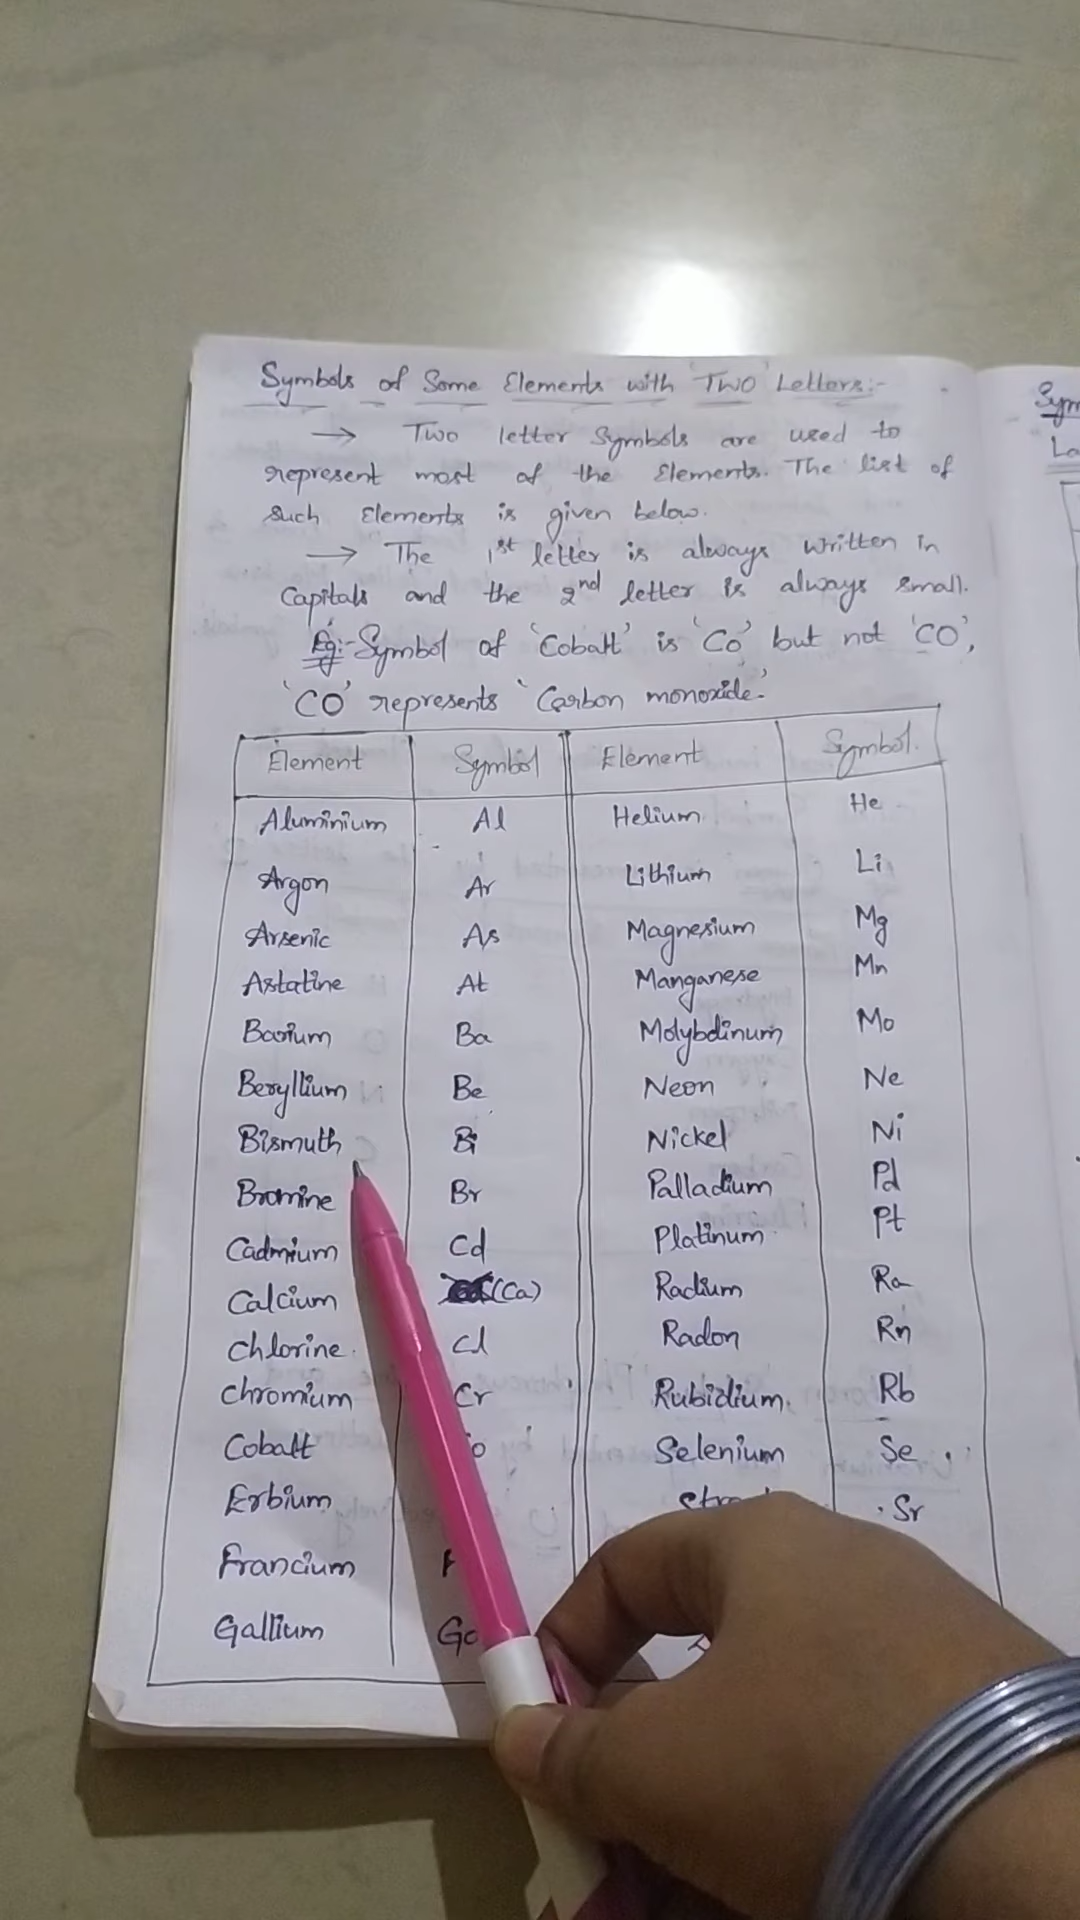 Symbols of Some Elements with 'TWO' Letters:-
→ Two letter Symbols are used to
represent most of the Elements. The list of
such Elements is given below.
→ The 1st letter is always written in
Capitals and the 2nd letter is always small.
Eg:- Symbol of 'Cobalt' is 'Co' but not 'CO',
'CO' represents 'Carbon monoxide.'
Element Symbol Element Symbol.
Aluminium Al Helium He
Argon Ar Lithium Li
Arsenic As Magnesium Mg
Astatine At Manganese Mn
Barium Ba Molybdinum Mo
Beryllium Be Neon Ne
Bismuth Bi Nickel Ni
Bromine Br Palladium Pd
Cadmium Cd Platinum Pt
Calcium (Ca) Radium Ra
Chlorine Cl Radon Rn
Chromium Cr Rubidium Rb
Cobalt Selenium Se
Erbium Sr
Francium
Gallium